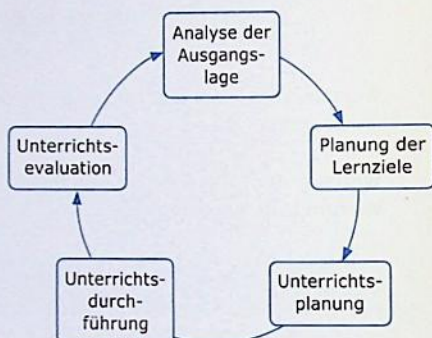 Analyse der
Ausgangs-
lage
Planung der
Lernziele
Unterrichts-
planung
Unterrichts-
durch-
führung
Unterrichts-
evaluation